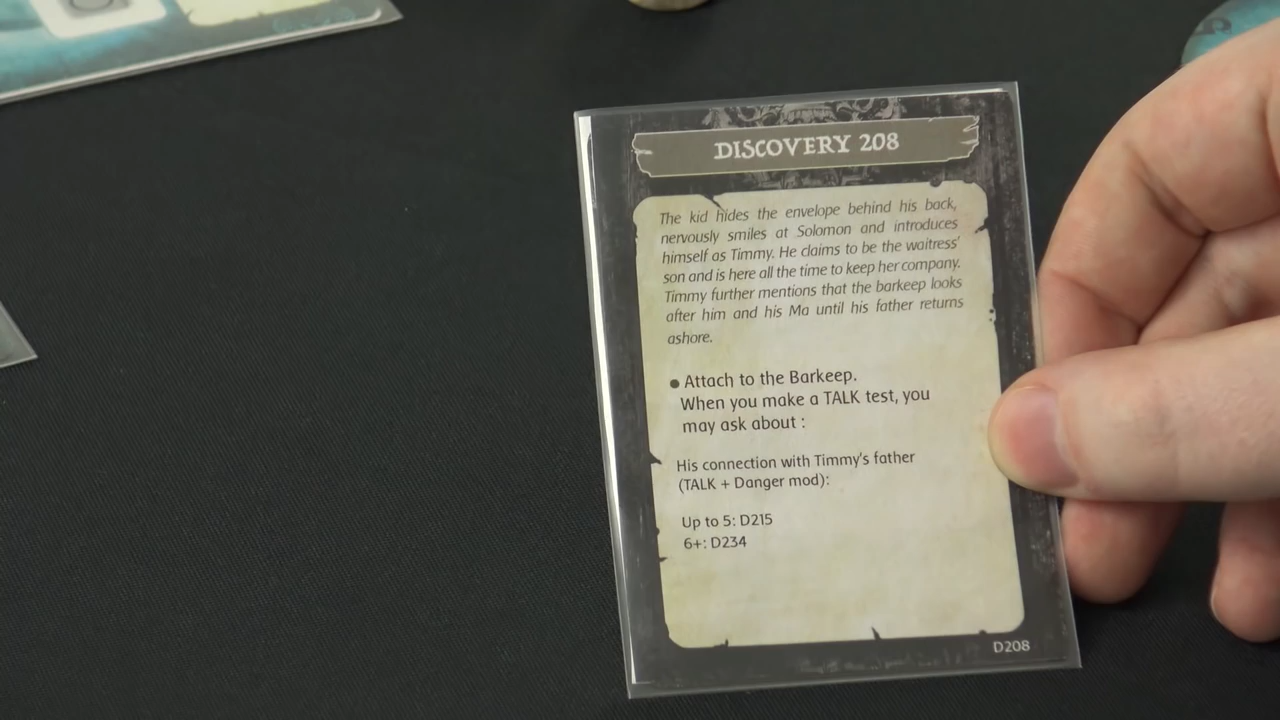 DISCOVERY 208
The kid hides the envelope behind his back,
nervously smiles at Solomon and introduces
himself as Timmy. He claims to be the waitress'
son and is here all the time to keep her company.
Timmy further mentions that the barkeep looks
after him and his Ma until his father returns
ashore.
● Attach to the Barkeep.
When you make a TALK test, you
may ask about :
His connection with Timmy's father
(TALK + Danger mod):
Up to 5: D215
6+: D234
D208